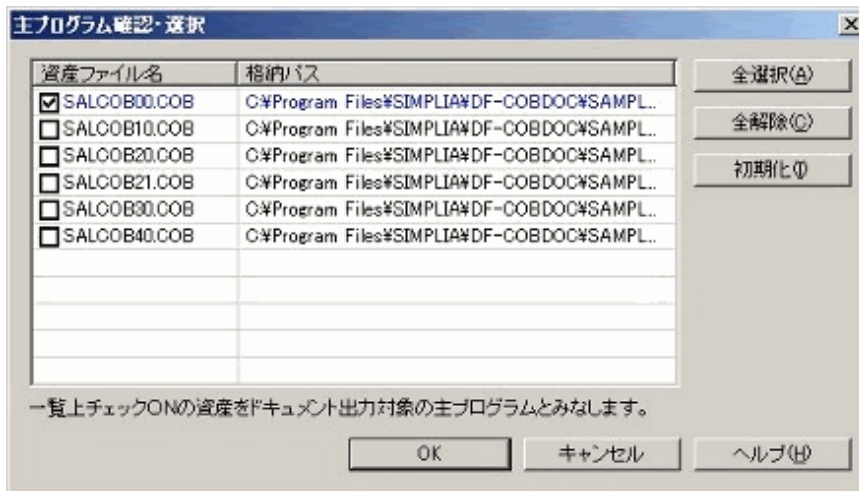 主プログラム確認・選択
資産ファイル名 格納パス
SALCOB00.COB C:¥Program Files¥SIMPLIA¥DF-COBDOC¥SAMPL...
SALCOB10.COB C:¥Program Files¥SIMPLIA¥DF-COBDOC¥SAMPL...
SALCOB20.COB C:¥Program Files¥SIMPLIA¥DF-COBDOC¥SAMPL...
SALCOB21.COB C:¥Program Files¥SIMPLIA¥DF-COBDOC¥SAMPL...
SALCOB30.COB C:¥Program Files¥SIMPLIA¥DF-COBDOC¥SAMPL...
SALCOB40.COB C:¥Program Files¥SIMPLIA¥DF-COBDOC¥SAMPL...
全選択(A)
全解除(C)
初期化(I)
一覧上チェックONの資産をドキュメント出力対象の主プログラムとみなします。
OK キャンセル ヘルプ(H)